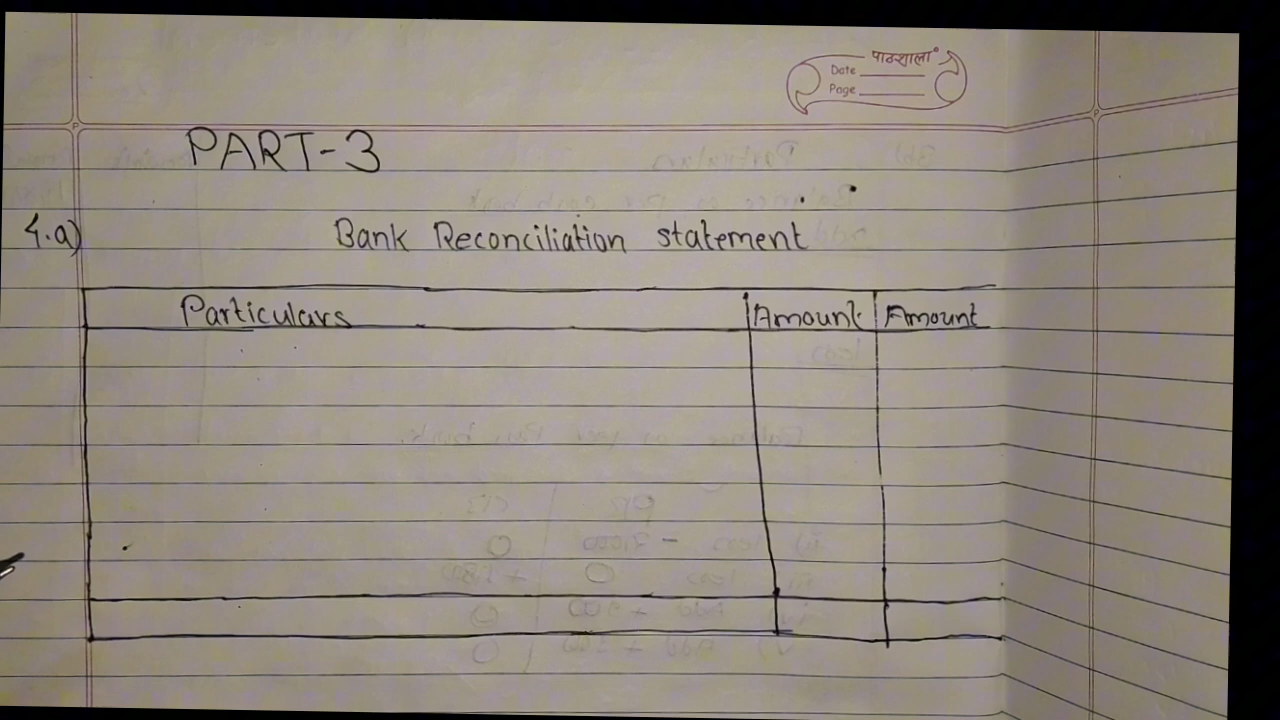 पाठशाला
Date
Page
PART-3
4.a) Bank Reconciliation statement
Particulars Amount Amount